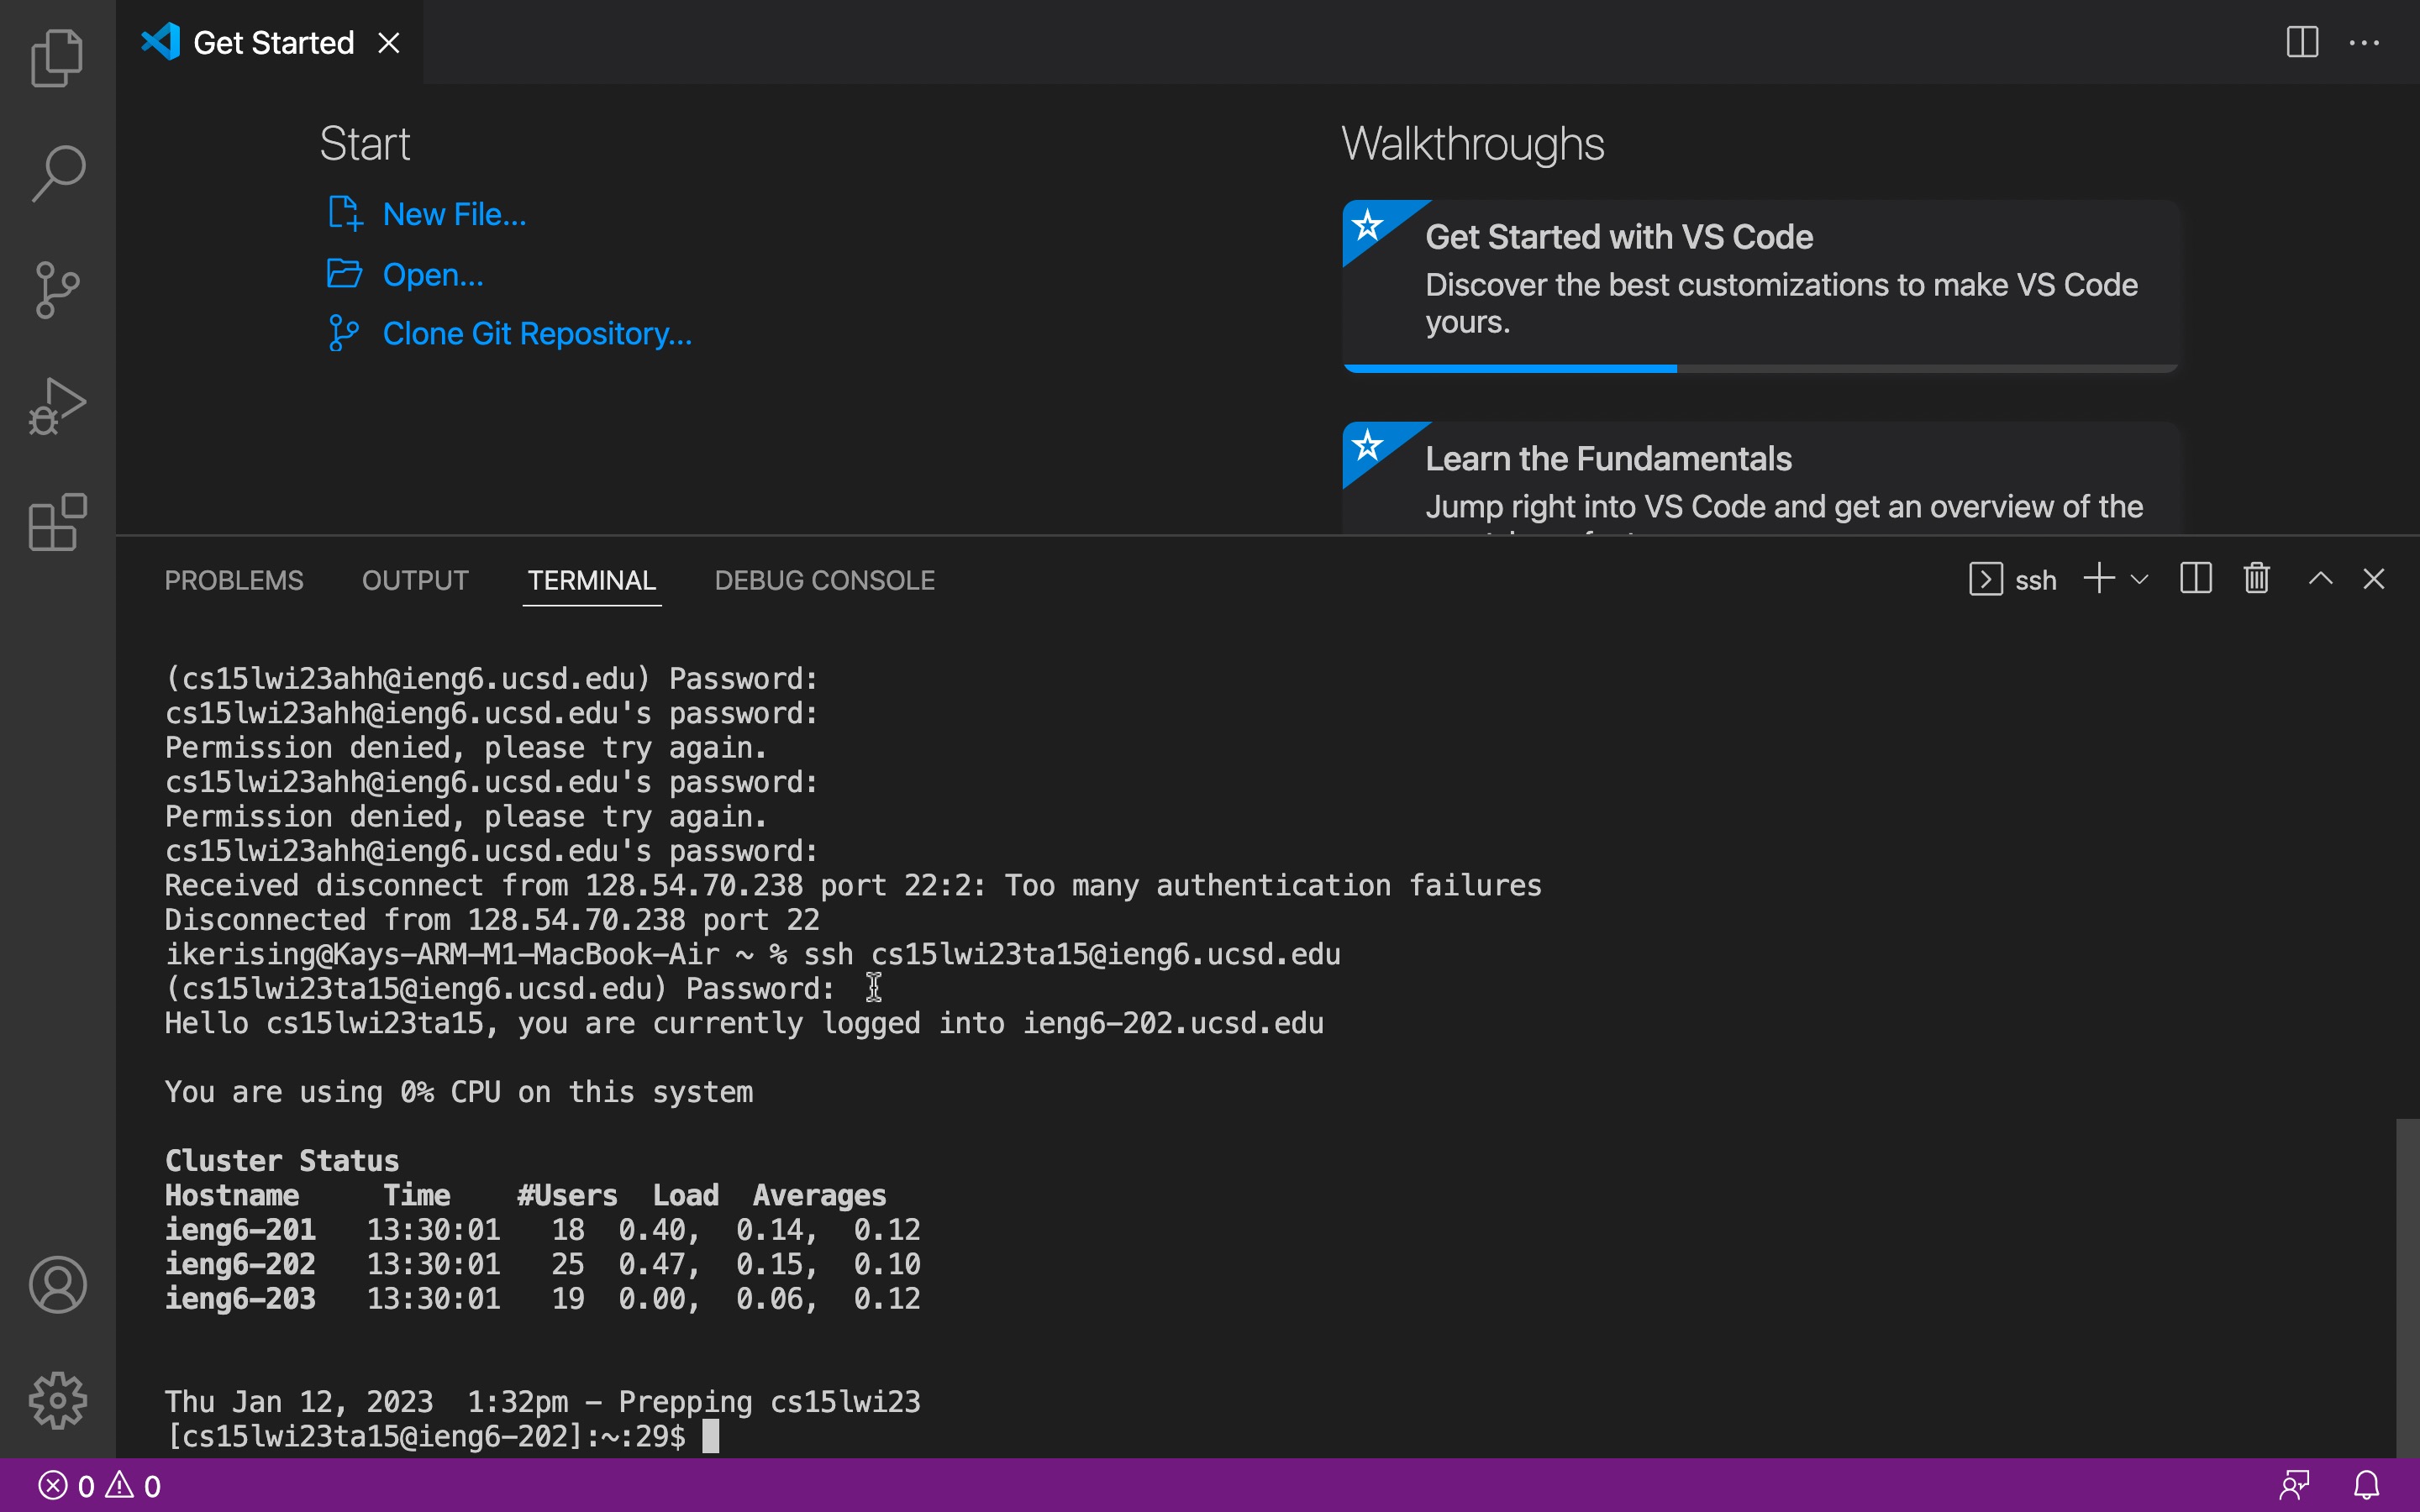 Get Started
Start
New File...
Open...
Clone Git Repository...
Walkthroughs
Get Started with VS Code
Discover the best customizations to make VS Code
yours.
Learn the Fundamentals
Jump right into VS Code and get an overview of the
PROBLEMS OUTPUT TERMINAL DEBUG CONSOLE ssh
(cs15lwi23ahh@ieng6.ucsd.edu) Password:
cs15lwi23ahh@ieng6.ucsd.edu's password:
Permission denied, please try again.
cs15lwi23ahh@ieng6.ucsd.edu's password:
Permission denied, please try again.
cs15lwi23ahh@ieng6.ucsd.edu's password:
Received disconnect from 128.54.70.238 port 22:2: Too many authentication failures
Disconnected from 128.54.70.238 port 22
ikerising@Kays-ARM-M1-MacBook-Air ~ % ssh cs15lwi23ta15@ieng6.ucsd.edu
(cs15lwi23ta15@ieng6.ucsd.edu) Password:
Hello cs15lwi23ta15, you are currently logged into ieng6-202.ucsd.edu
You are using 0% CPU on this system
Cluster Status
Hostname Time #Users Load Averages
ieng6-201 13:30:01 18 0.40, 0.14, 0.12
ieng6-202 13:30:01 25 0.47, 0.15, 0.10
ieng6-203 13:30:01 19 0.00, 0.06, 0.12
Thu Jan 12, 2023 1:32pm - Prepping cs15lwi23
[cs15lwi23ta15@ieng6-202]:~:29$
0 0